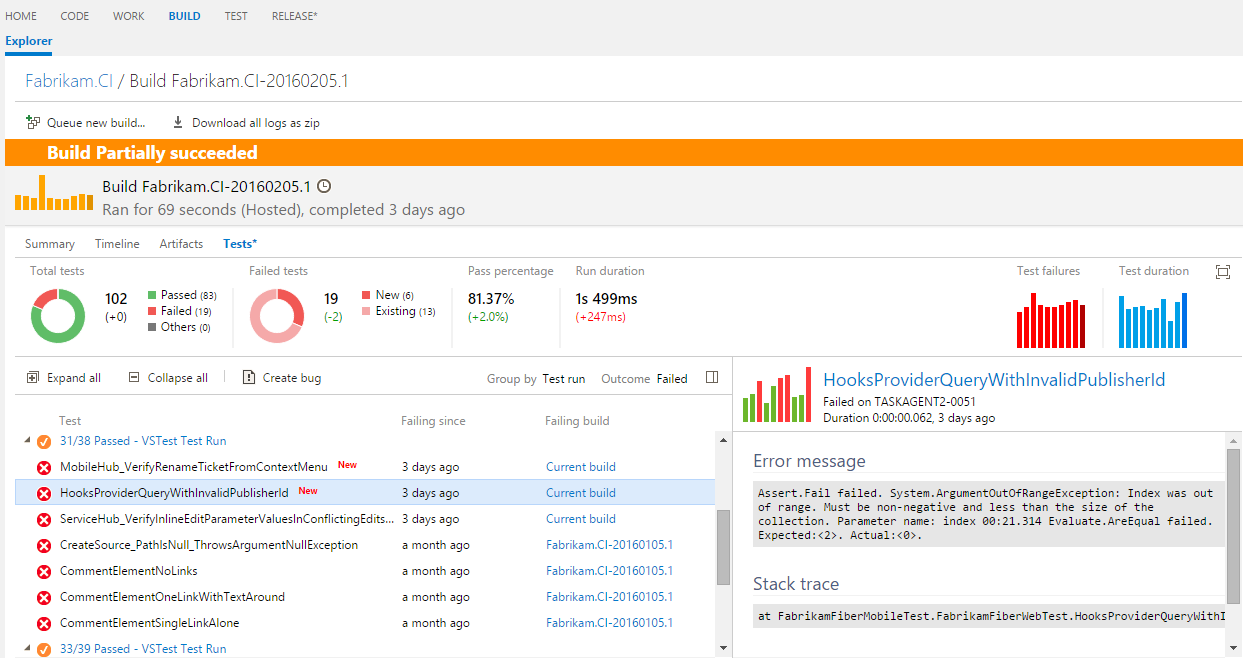 HOME CODE WORK BUILD TEST RELEASE*
Explorer
Fabrikam.CI / Build Fabrikam.CI-20160205.1
Queue new build... Download all logs as zip
Build Partially succeeded
Build Fabrikam.CI-20160205.1
Ran for 69 seconds (Hosted), completed 3 days ago
Summary Timeline Artifacts Tests*
Total tests Failed tests Pass percentage Run duration Test failures Test duration
102 Passed (83) 19 New (6) 81.37% 1s 499ms
(+0) Failed (19) (-2) Existing (13) (+2.0%) (+247ms)
Others (0)
Expand all Collapse all Create bug Group by Test run Outcome Failed
Test Failing since Failing build
31/38 Passed - VSTest Test Run
MobileHub_VerifyRenameTicketFromContextMenu New 3 days ago Current build
HooksProviderQueryWithInvalidPublisherId New 3 days ago Current build
ServiceHub_VerifyInlineEditParameterValuesInConflictingEdits... 3 days ago Current build
CreateSource_PathIsNull_ThrowsArgumentNullException a month ago Fabrikam.CI-20160105.1
CommentElementNoLinks a month ago Fabrikam.CI-20160105.1
CommentElementOneLinkWithTextAround a month ago Fabrikam.CI-20160105.1
CommentElementSingleLinkAlone a month ago Fabrikam.CI-20160105.1
33/39 Passed - VSTest Test Run
HooksProviderQueryWithInvalidPublisherId
Failed on TASKAGENT2-0051
Duration 0:00:00.062, 3 days ago
Error message
Assert.Fail failed. System.ArgumentOutOfRangeException: Index was out
of range. Must be non-negative and less than the size of the
collection. Parameter name: index 00:21.314 Evaluate.AreEqual failed.
Expected:<2>. Actual:<0>.
Stack trace
at FabrikamFiberMobileTest.FabrikamFiberWebTest.HooksProviderQueryWithI